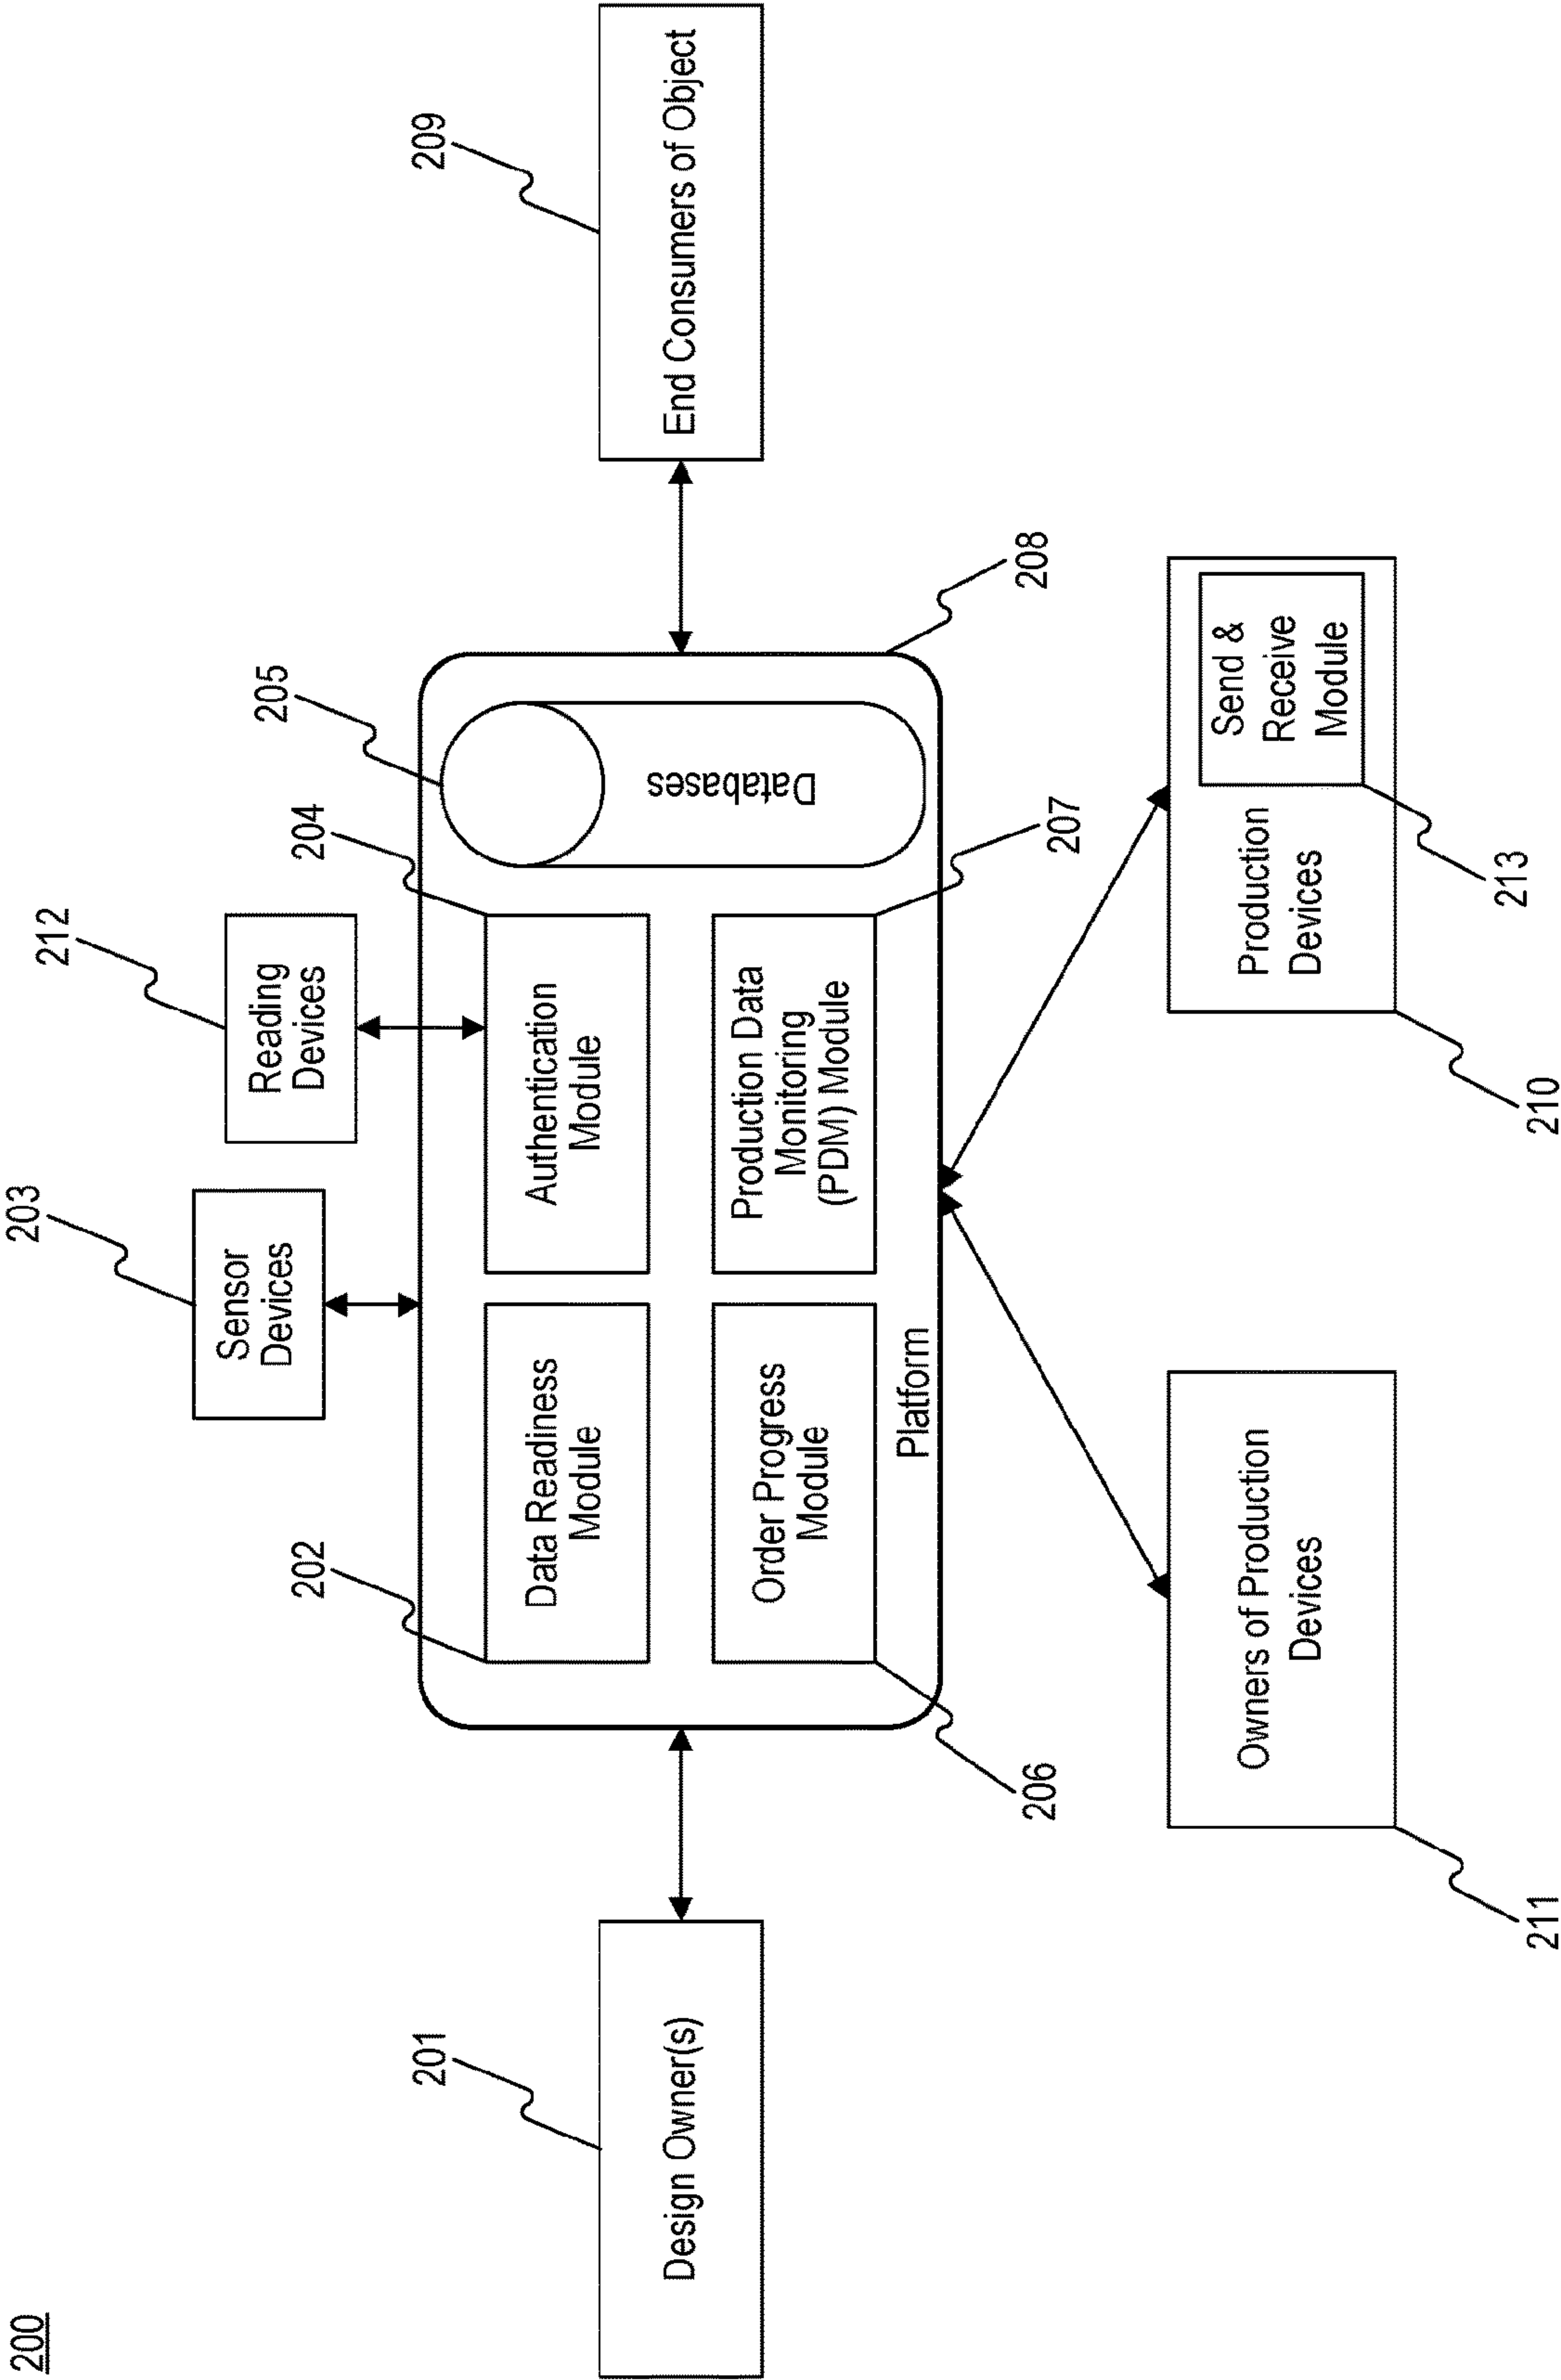 200
203
Sensor
Devices
212
Reading
Devices
202
204
205
209
201
Design Owner(s)
Data Readiness
Module
Authentication
Module
Databases
End Consumers of Object
Order Progress
Module
Production Data
Monitoring
(PDM) Module
Platform
206
207
208
Owners of Production
Devices
Production
Devices
Send &
Receive
Module
211
210
213